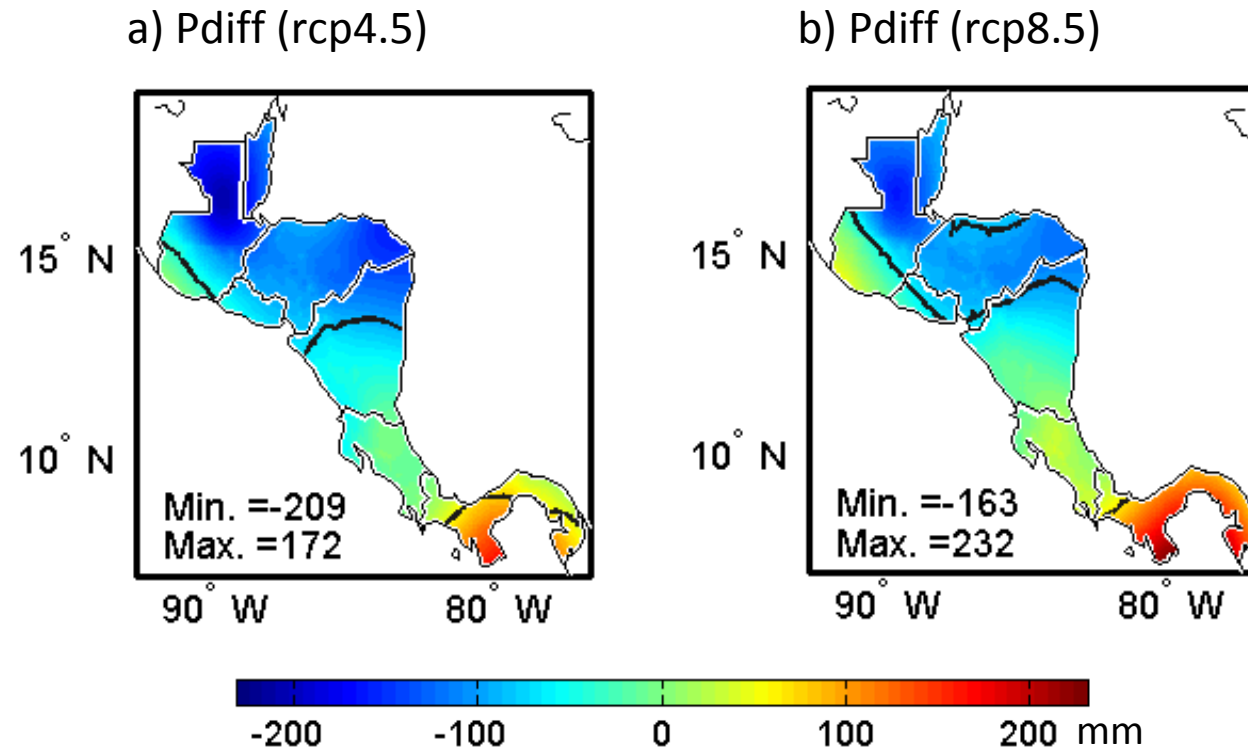 a) Pdiff (rcp4.5)
15° N
10° N
Min. =-209
Max. =172
90° W 80° W
b) Pdiff (rcp8.5)
15° N
10° N
Min. =-163
Max. =232
90° W 80° W
-200 -100 0 100 200 mm